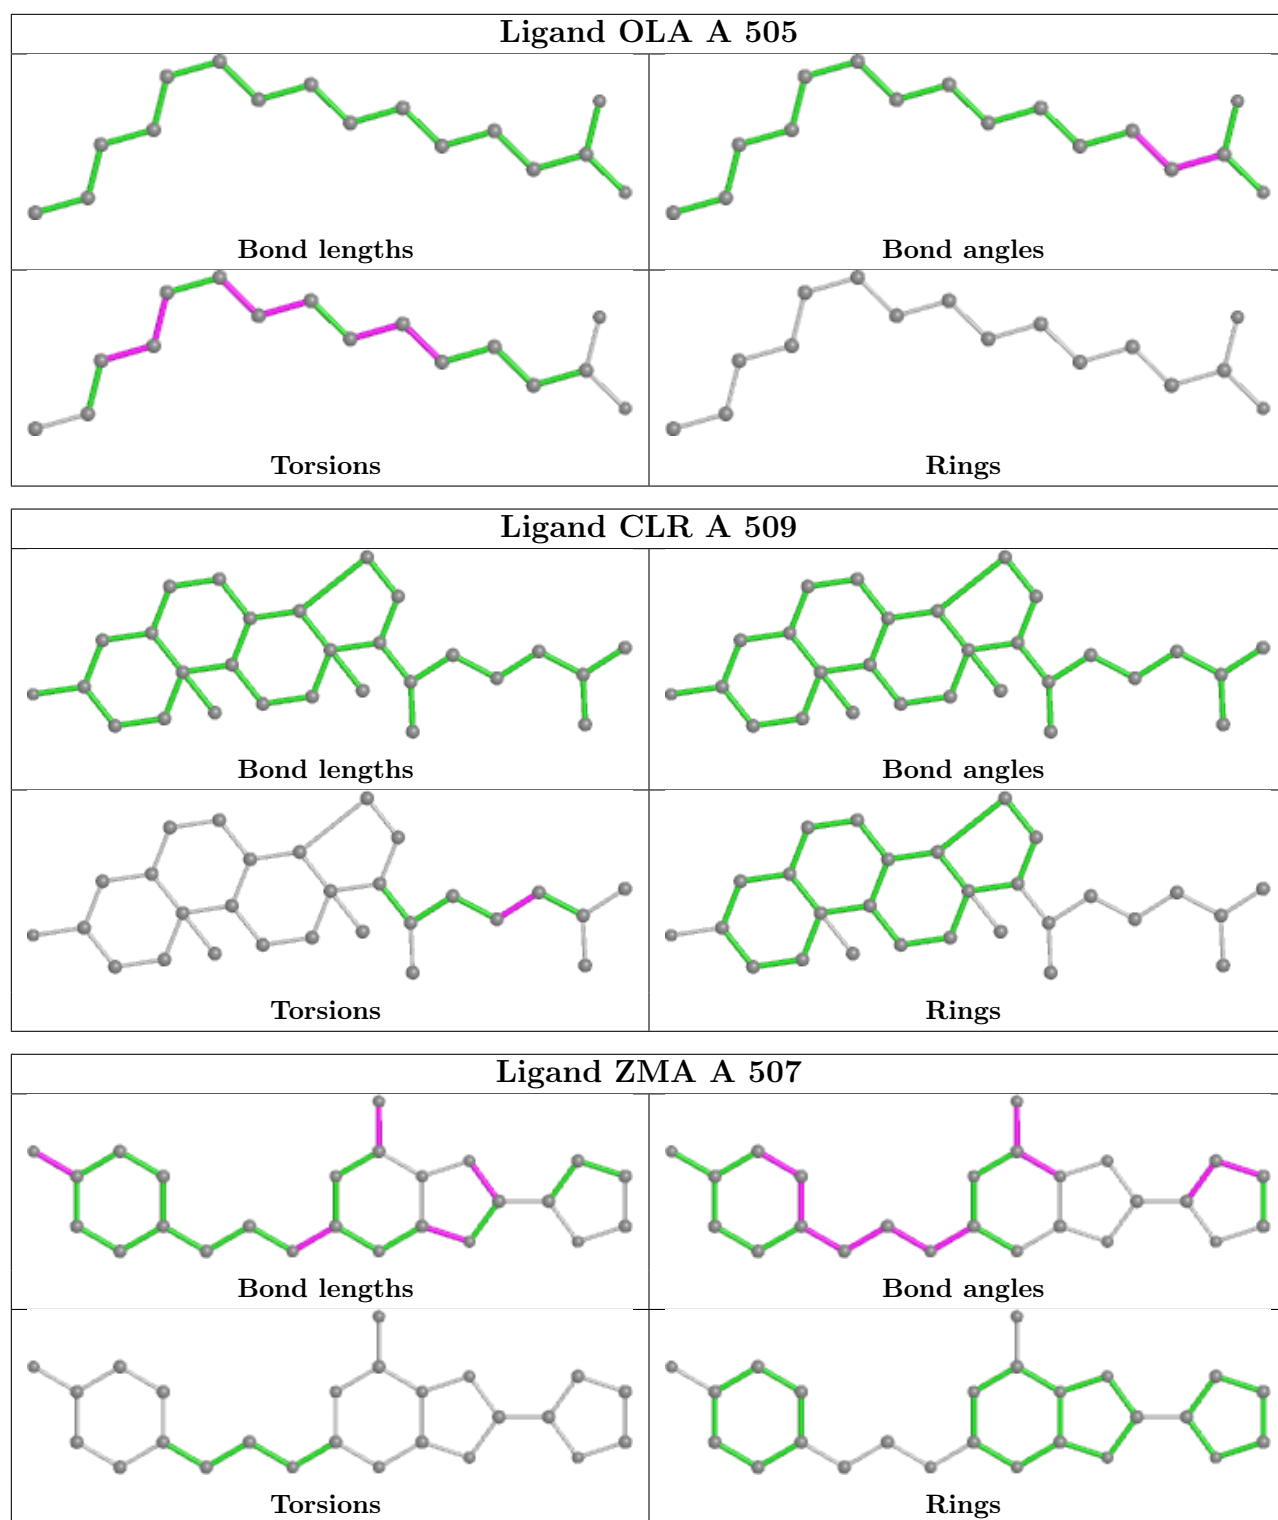 Ligand OLA A 505
Bond lengths
Bond angles
Torsions
Rings
Ligand CLR A 509
Bond lengths
Bond angles
Torsions
Rings
Ligand ZMA A 507
Bond lengths
Bond angles
Torsions
Rings